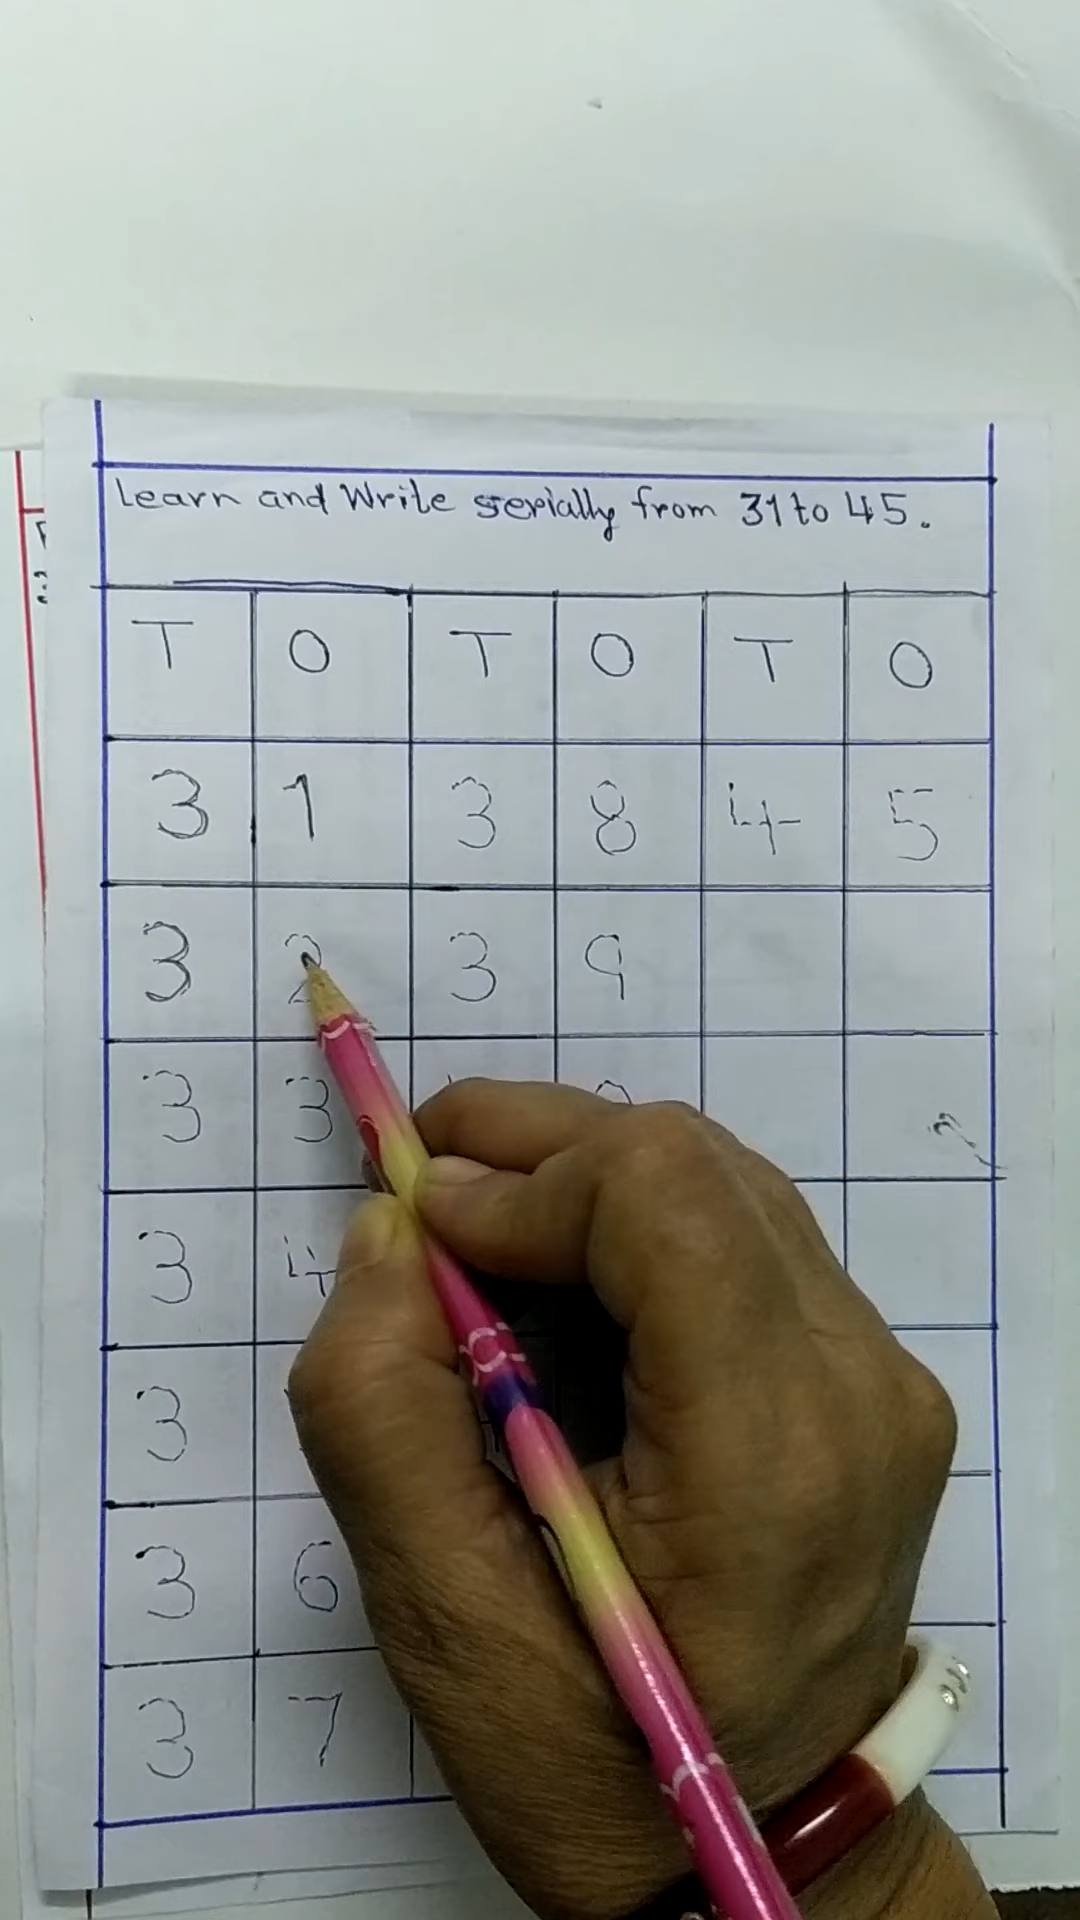 Learn and Write serially from 31 to 45.
T O T O T O
3 1 3 8 4 5
3 2 3 9
3 3
3 4
3
3 6
3 7